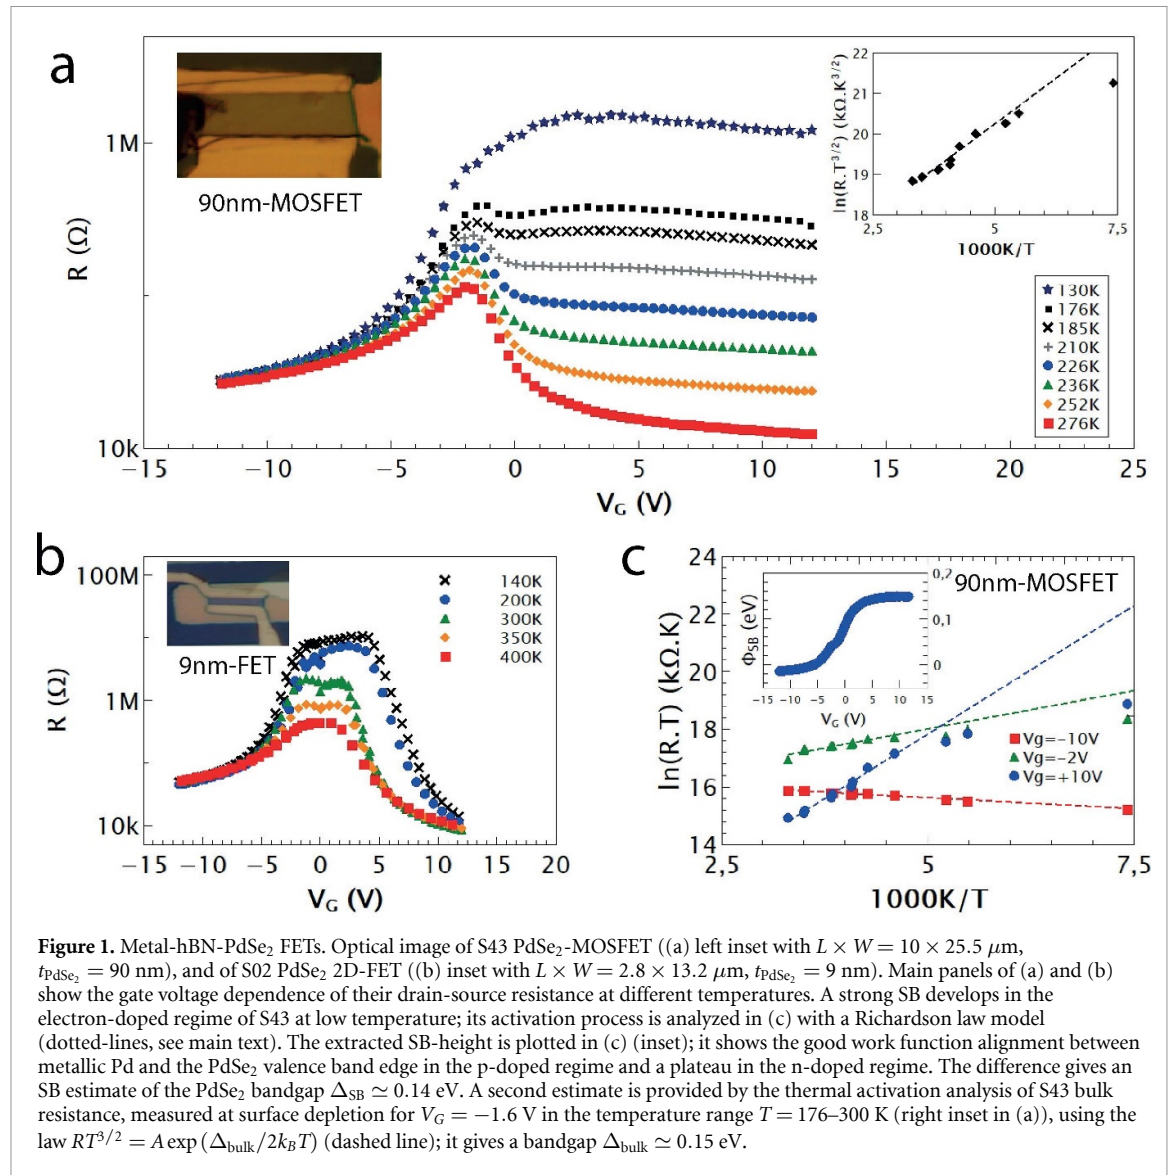 a
90nm-MOSFET
R (Ω)
1M
10k
−15
−10
−5
0
5
10
15
20
25
V_G (V)
ln(R.T^3/2) (kΩ.K^3/2)
22
21
20
19
18
2,5
5
7,5
1000K/T
130K
176K
185K
210K
226K
236K
252K
276K
b
9nm-FET
R (Ω)
100M
1M
10k
140K
200K
300K
350K
400K
−15
−10
−5
0
5
10
15
20
V_G (V)
c
90nm-MOSFET
ln(R.T) (kΩ.K)
24
22
20
18
16
14
2,5
5
7,5
1000K/T
Φ_SB (eV)
0,2
0,1
0
−15
−10
−5
0
5
10
15
V_G (V)
Vg=−10V
Vg=−2V
Vg=+10V
Figure 1. Metal-hBN-PdSe₂ FETs. Optical image of S43 PdSe₂-MOSFET ((a) left inset with L × W = 10 × 25.5 μm,
t_PdSe₂ = 90 nm), and of S02 PdSe₂ 2D-FET ((b) inset with L × W = 2.8 × 13.2 μm, t_PdSe₂ = 9 nm). Main panels of (a) and (b)
show the gate voltage dependence of their drain-source resistance at different temperatures. A strong SB develops in the
electron-doped regime of S43 at low temperature; its activation process is analyzed in (c) with a Richardson law model
(dotted-lines, see main text). The extracted SB-height is plotted in (c) (inset); it shows the good work function alignment between
metallic Pd and the PdSe₂ valence band edge in the p-doped regime and a plateau in the n-doped regime. The difference gives an
SB estimate of the PdSe₂ bandgap Δ_SB ≃ 0.14 eV. A second estimate is provided by the thermal activation analysis of S43 bulk
resistance, measured at surface depletion for V_G = −1.6 V in the temperature range T = 176–300 K (right inset in (a)), using the
law RT^3/2 = A exp (Δ_bulk/2k_BT) (dashed line); it gives a bandgap Δ_bulk ≃ 0.15 eV.